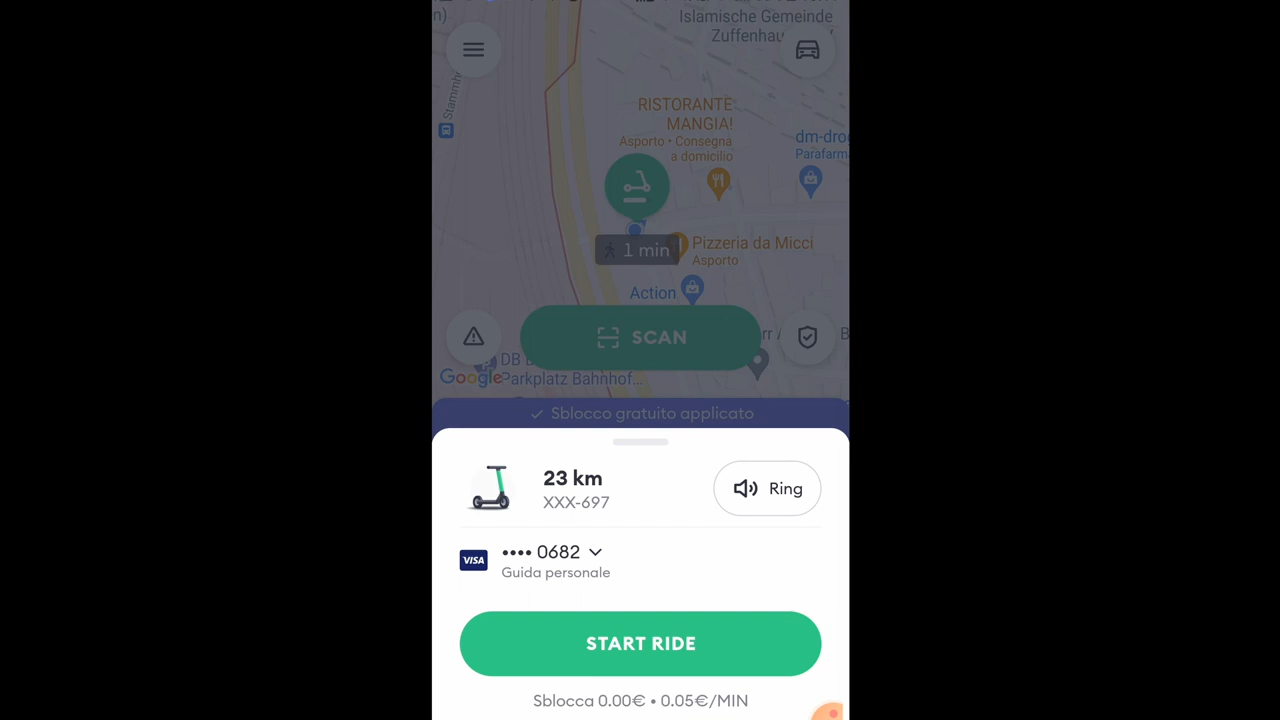 Islamische Gemeinde
n)
Stammh
RISTORANTE
MANGIA!
Asporto • Consegna
a domicilio
dm-drog
Parafarm
1 min
Pizzeria da Micci
Asporto
Action
SCAN
DB
Google
Parkplatz Bahnhof...
✓ Sblocco gratuito applicato
23 km
XXX-697
Ring
VISA
•••• 0682
Guida personale
START RIDE
Sblocca 0.00€ • 0.05€/MIN